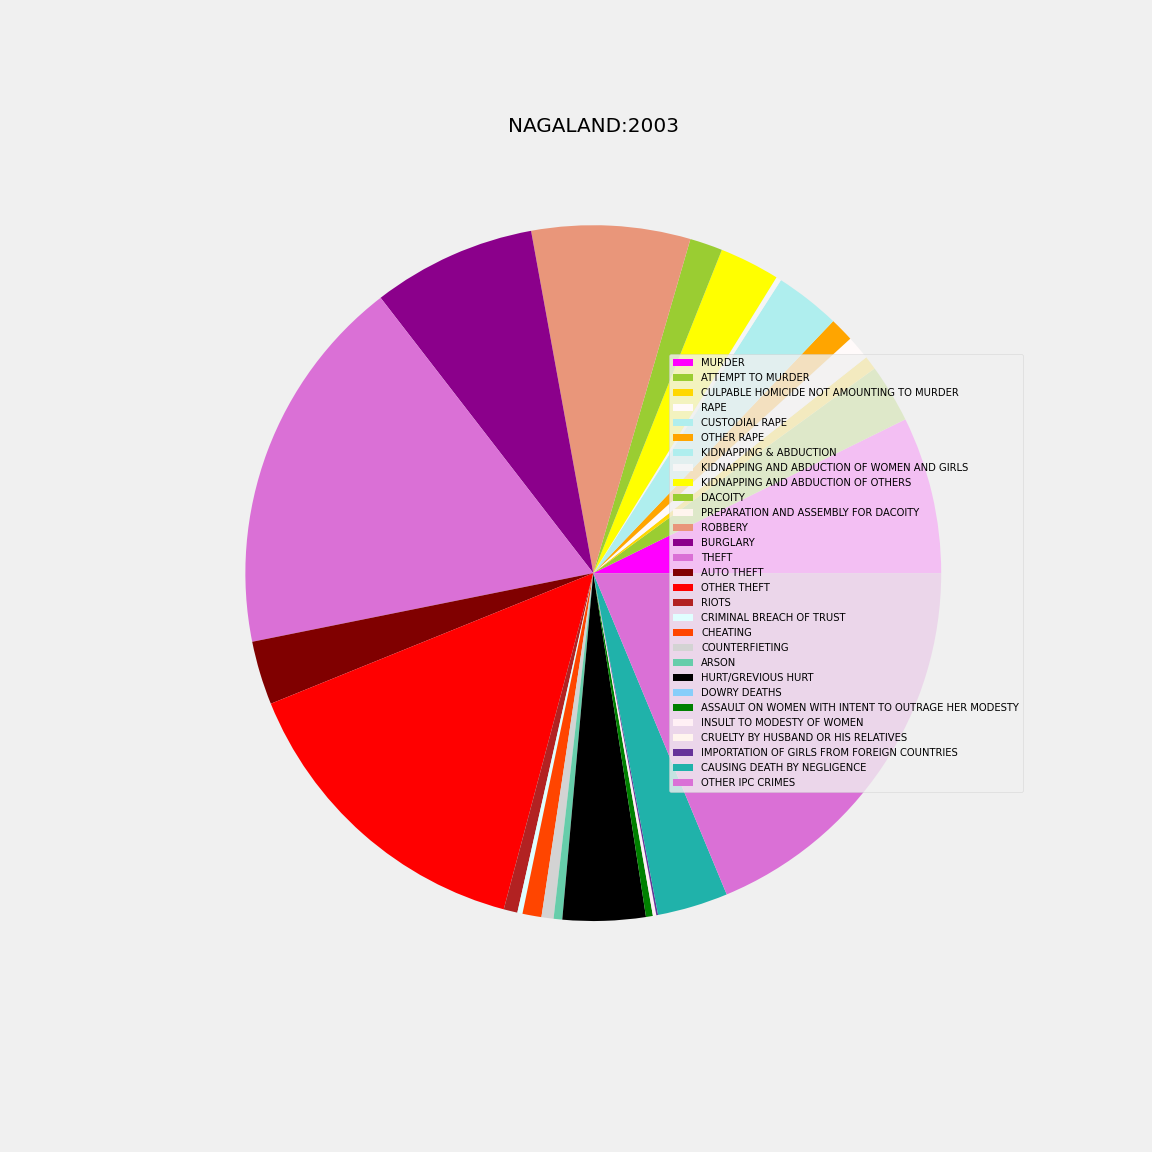 NAGALAND:2003
MURDER
ATTEMPT TO MURDER
CULPABLE HOMICIDE NOT AMOUNTING TO MURDER
RAPE
CUSTODIAL RAPE
OTHER RAPE
KIDNAPPING & ABDUCTION
KIDNAPPING AND ABDUCTION OF WOMEN AND GIRLS
KIDNAPPING AND ABDUCTION OF OTHERS
DACOITY
PREPARATION AND ASSEMBLY FOR DACOITY
ROBBERY
BURGLARY
THEFT
AUTO THEFT
OTHER THEFT
RIOTS
CRIMINAL BREACH OF TRUST
CHEATING
COUNTERFIETING
ARSON
HURT/GREVIOUS HURT
DOWRY DEATHS
ASSAULT ON WOMEN WITH INTENT TO OUTRAGE HER MODESTY
INSULT TO MODESTY OF WOMEN
CRUELTY BY HUSBAND OR HIS RELATIVES
IMPORTATION OF GIRLS FROM FOREIGN COUNTRIES
CAUSING DEATH BY NEGLIGENCE
OTHER IPC CRIMES